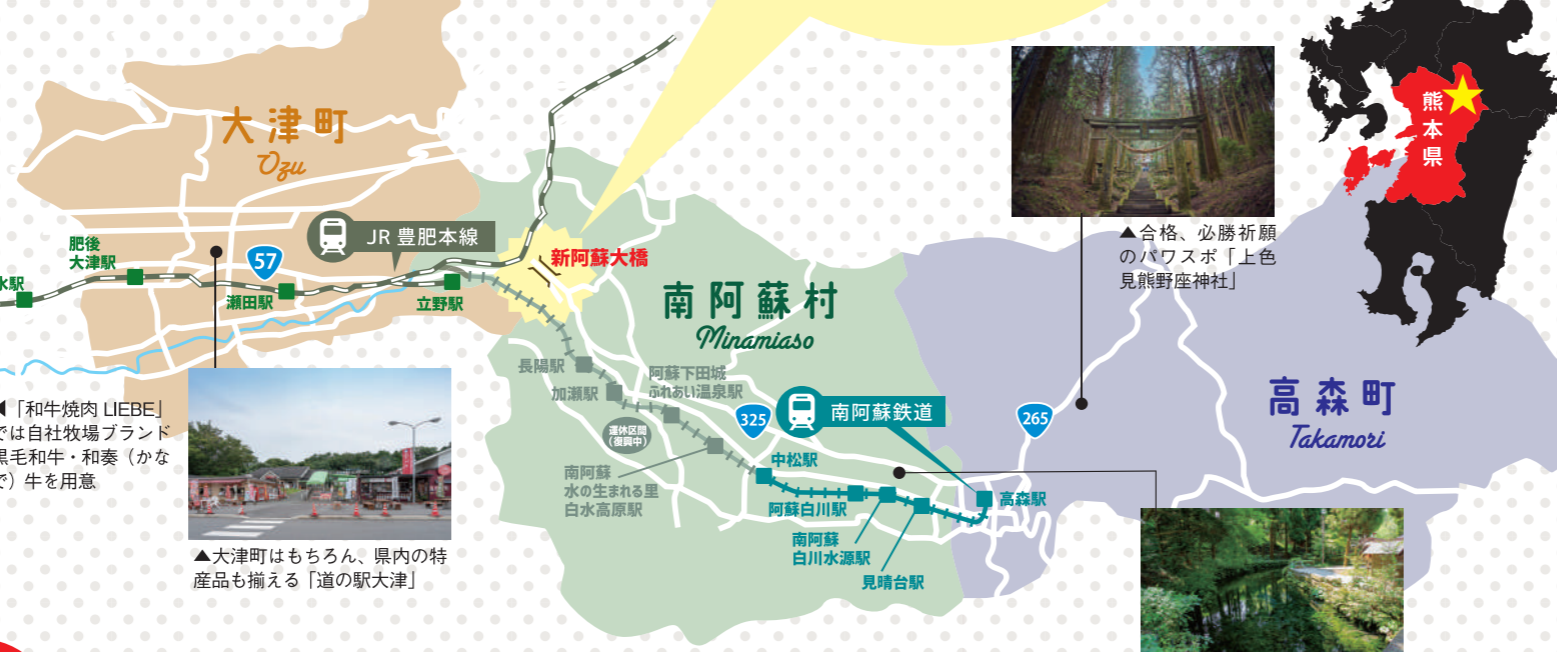 大津町
Ozu
JR 豊肥本線
肥後
大津駅
57
水駅
瀬田駅
立野駅
新阿蘇大橋
南阿蘇村
Minamiaso
長陽駅
加瀬駅
阿蘇下田城
ふれあい温泉駅
運休区間
(復興中)
南阿蘇
水の生まれる里
白水高原駅
325
南阿蘇鉄道
中松駅
阿蘇白川駅
南阿蘇
白川水源駅
見晴台駅
高森駅
265
高森町
Takamori
熊本県
▲合格、必勝祈願
のパワスポ「上色
見熊野座神社」
◀「和牛焼肉 LIEBE」
では自社牧場ブランド
黒毛和牛・和奏（かな
で）牛を用意
▲大津町はもちろん、県内の特
産品も揃える「道の駅大津」